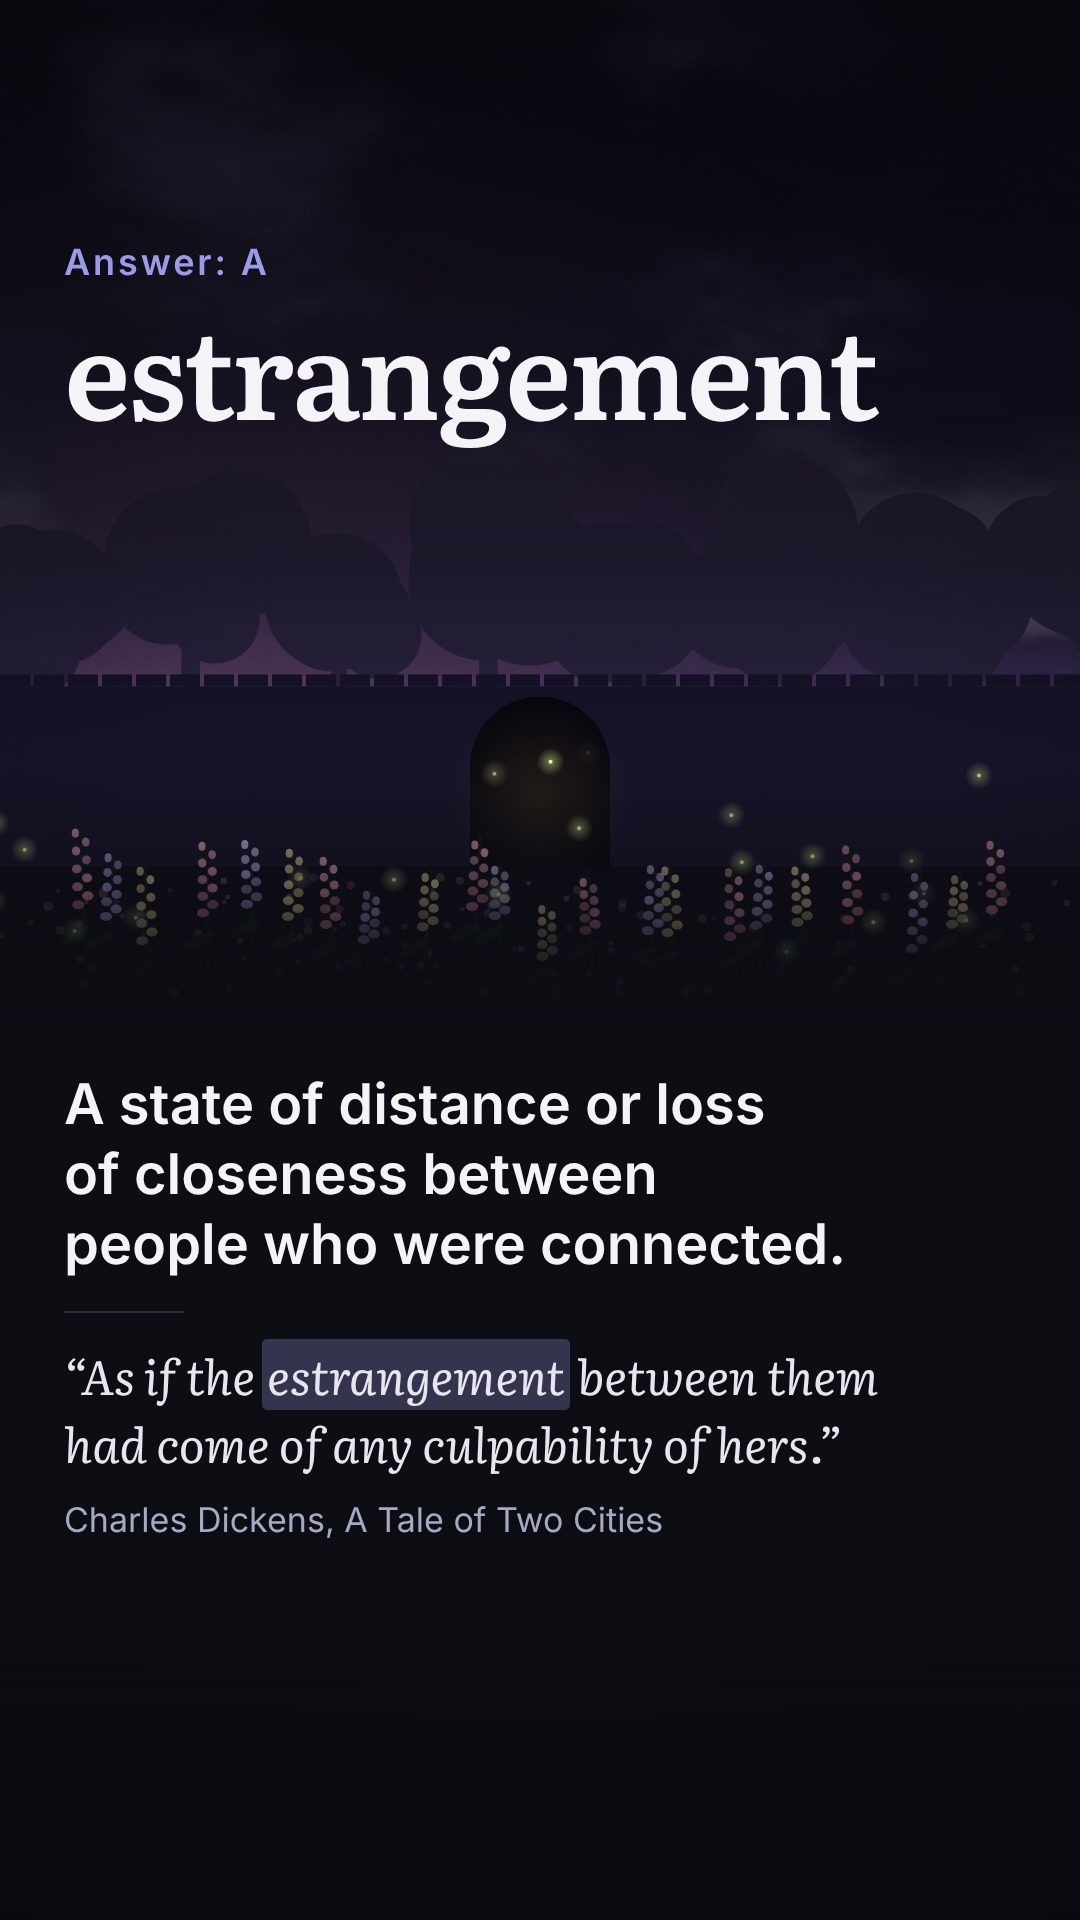 Answer: A
estrangement
A state of distance or loss
of closeness between
people who were connected.
“As if the estrangement between them
had come of any culpability of hers.”
Charles Dickens, A Tale of Two Cities